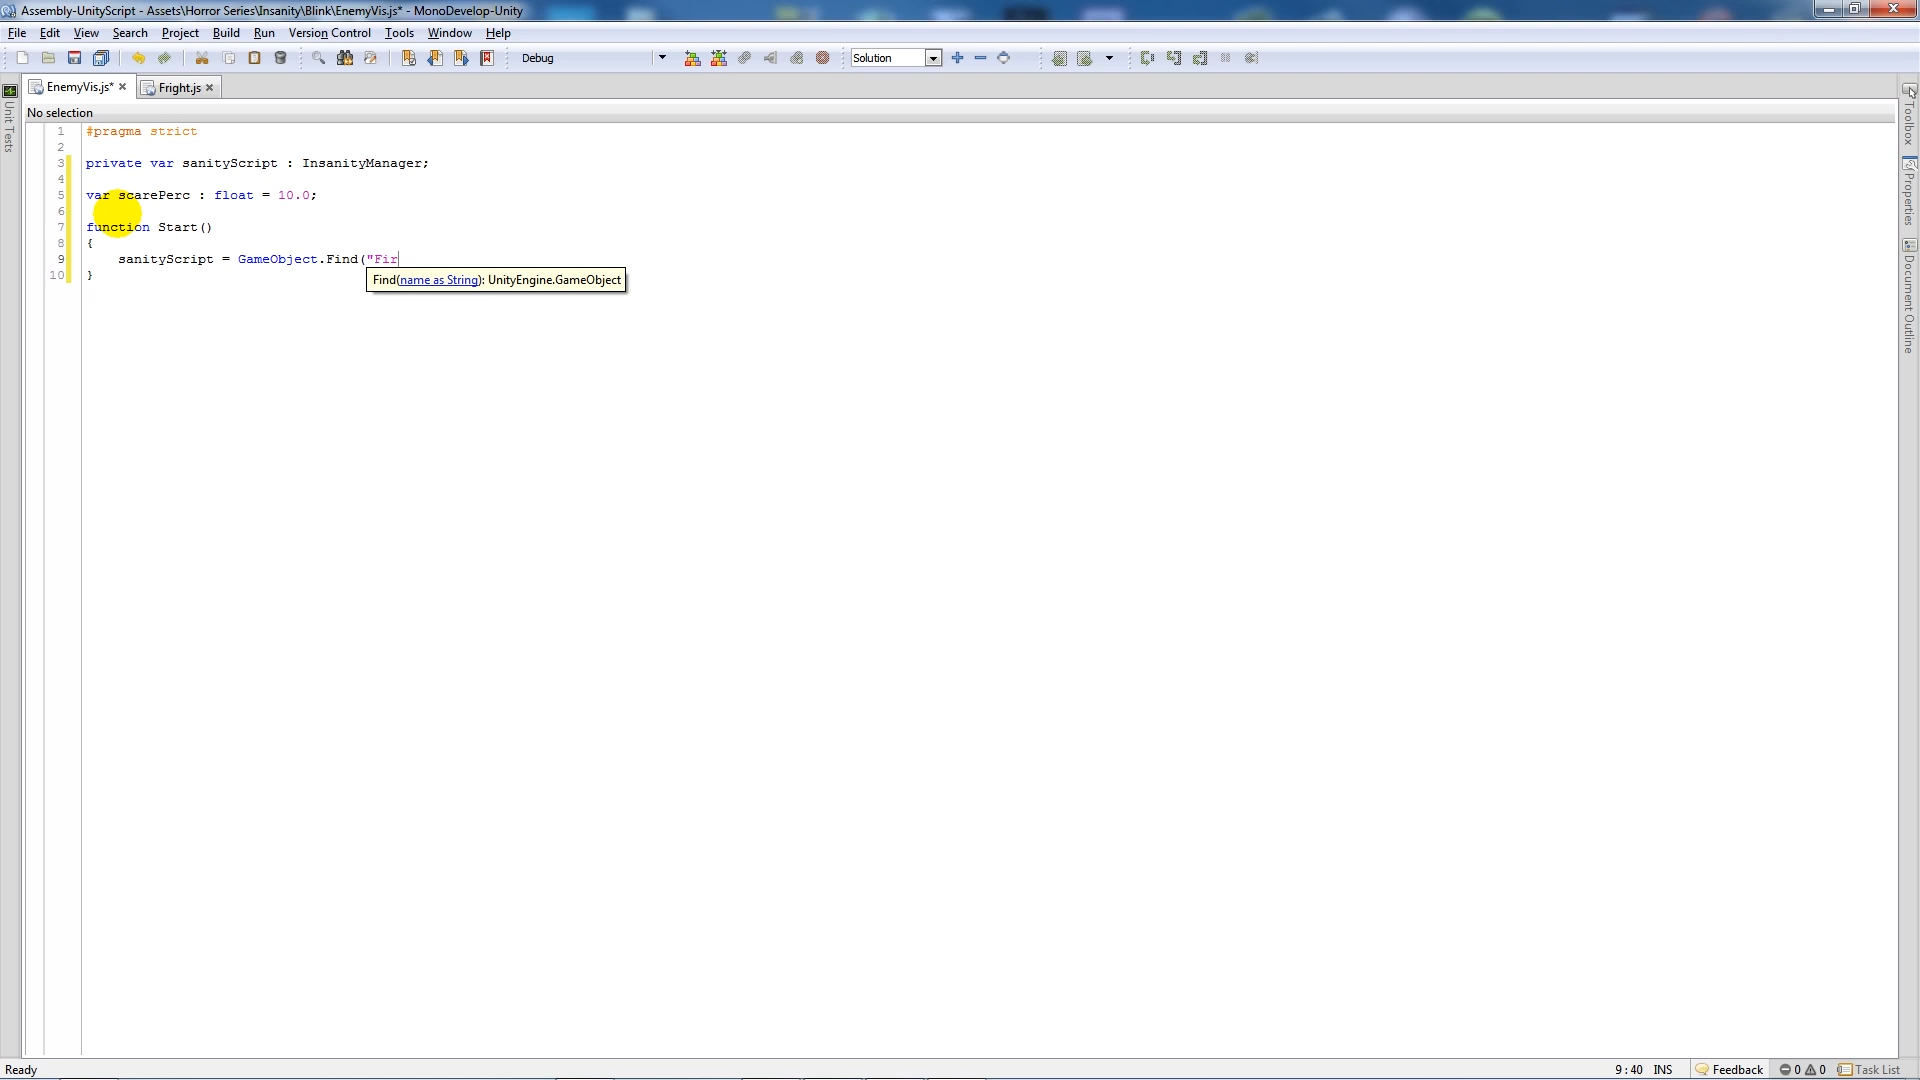 Assembly-UnityScript - Assets\Horror Series\Insanity\Blink\EnemyVis.js* - MonoDevelop-Unity
File Edit View Search Project Build Run Version Control Tools Window Help
Debug Solution
EnemyVis.js* Fright.js
Unit Tests
Toolbox
Properties
Document Outline
No selection
1 #pragma strict
2
3 private var sanityScript : InsanityManager;
4
5 var scarePerc : float = 10.0;
6
7 function Start()
8 {
9 sanityScript = GameObject.Find("Fir
10 }
Find(name as String): UnityEngine.GameObject
Ready 9 : 40 INS Feedback 0 0 Task List